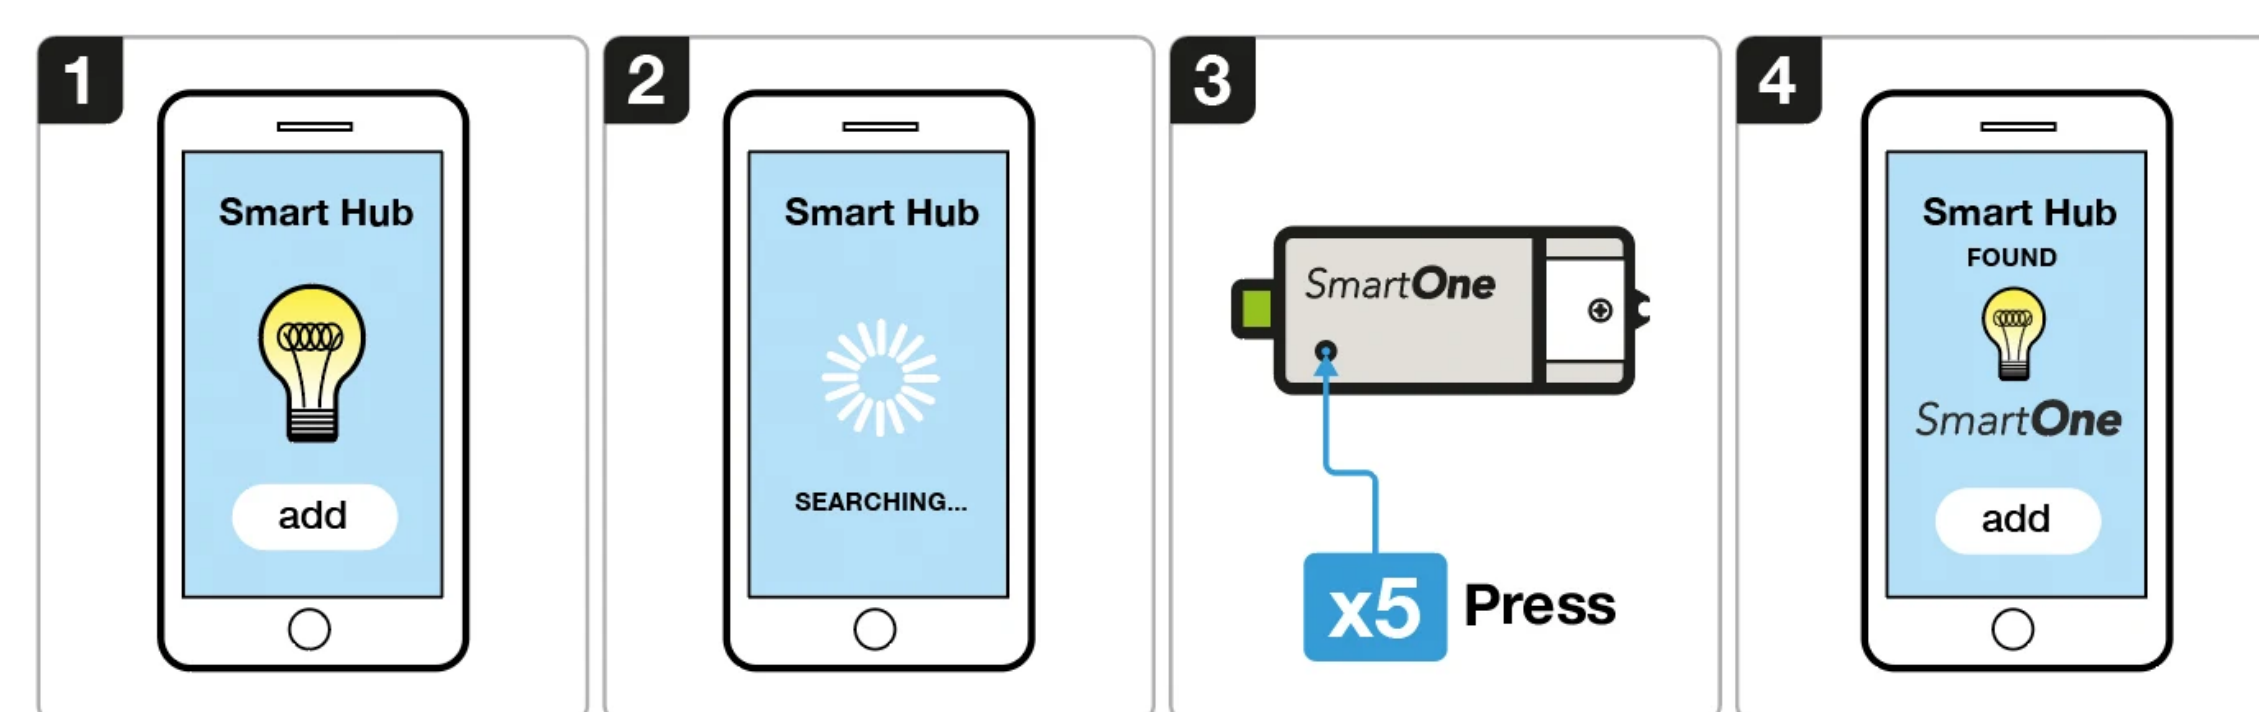 1
Smart Hub
add
2
Smart Hub
SEARCHING...
3
SmartOne
x5 Press
4
Smart Hub
FOUND
SmartOne
add